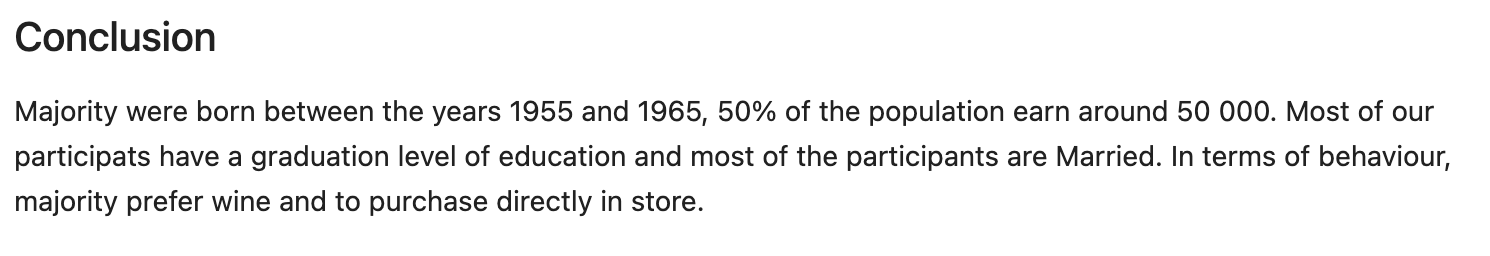 Conclusion
Majority were born between the years 1955 and 1965, 50% of the population earn around 50 000. Most of our
participats have a graduation level of education and most of the participants are Married. In terms of behaviour,
majority prefer wine and to purchase directly in store.